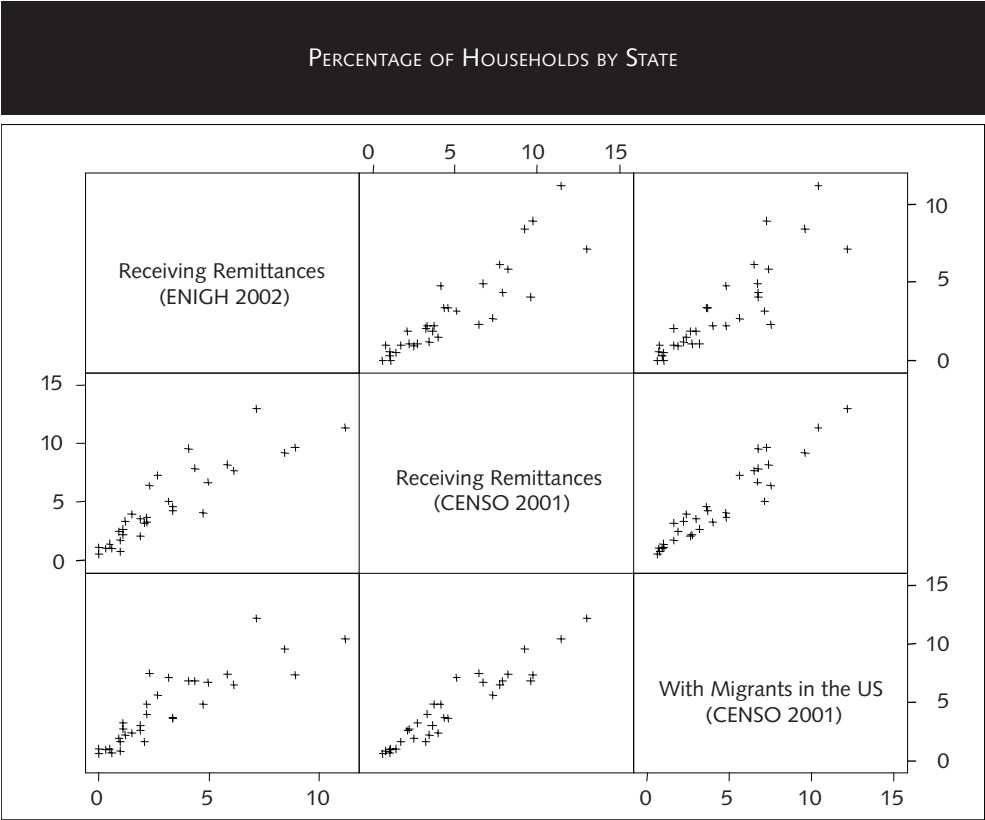 Percentage of Households by State
0 5 10 15
Receiving Remittances
(ENIGH 2002)
10
5
0
15
10
5
0
Receiving Remittances
(CENSO 2001)
With Migrants in the US
(CENSO 2001)
15
10
5
0
0 5 10
0 5 10 15